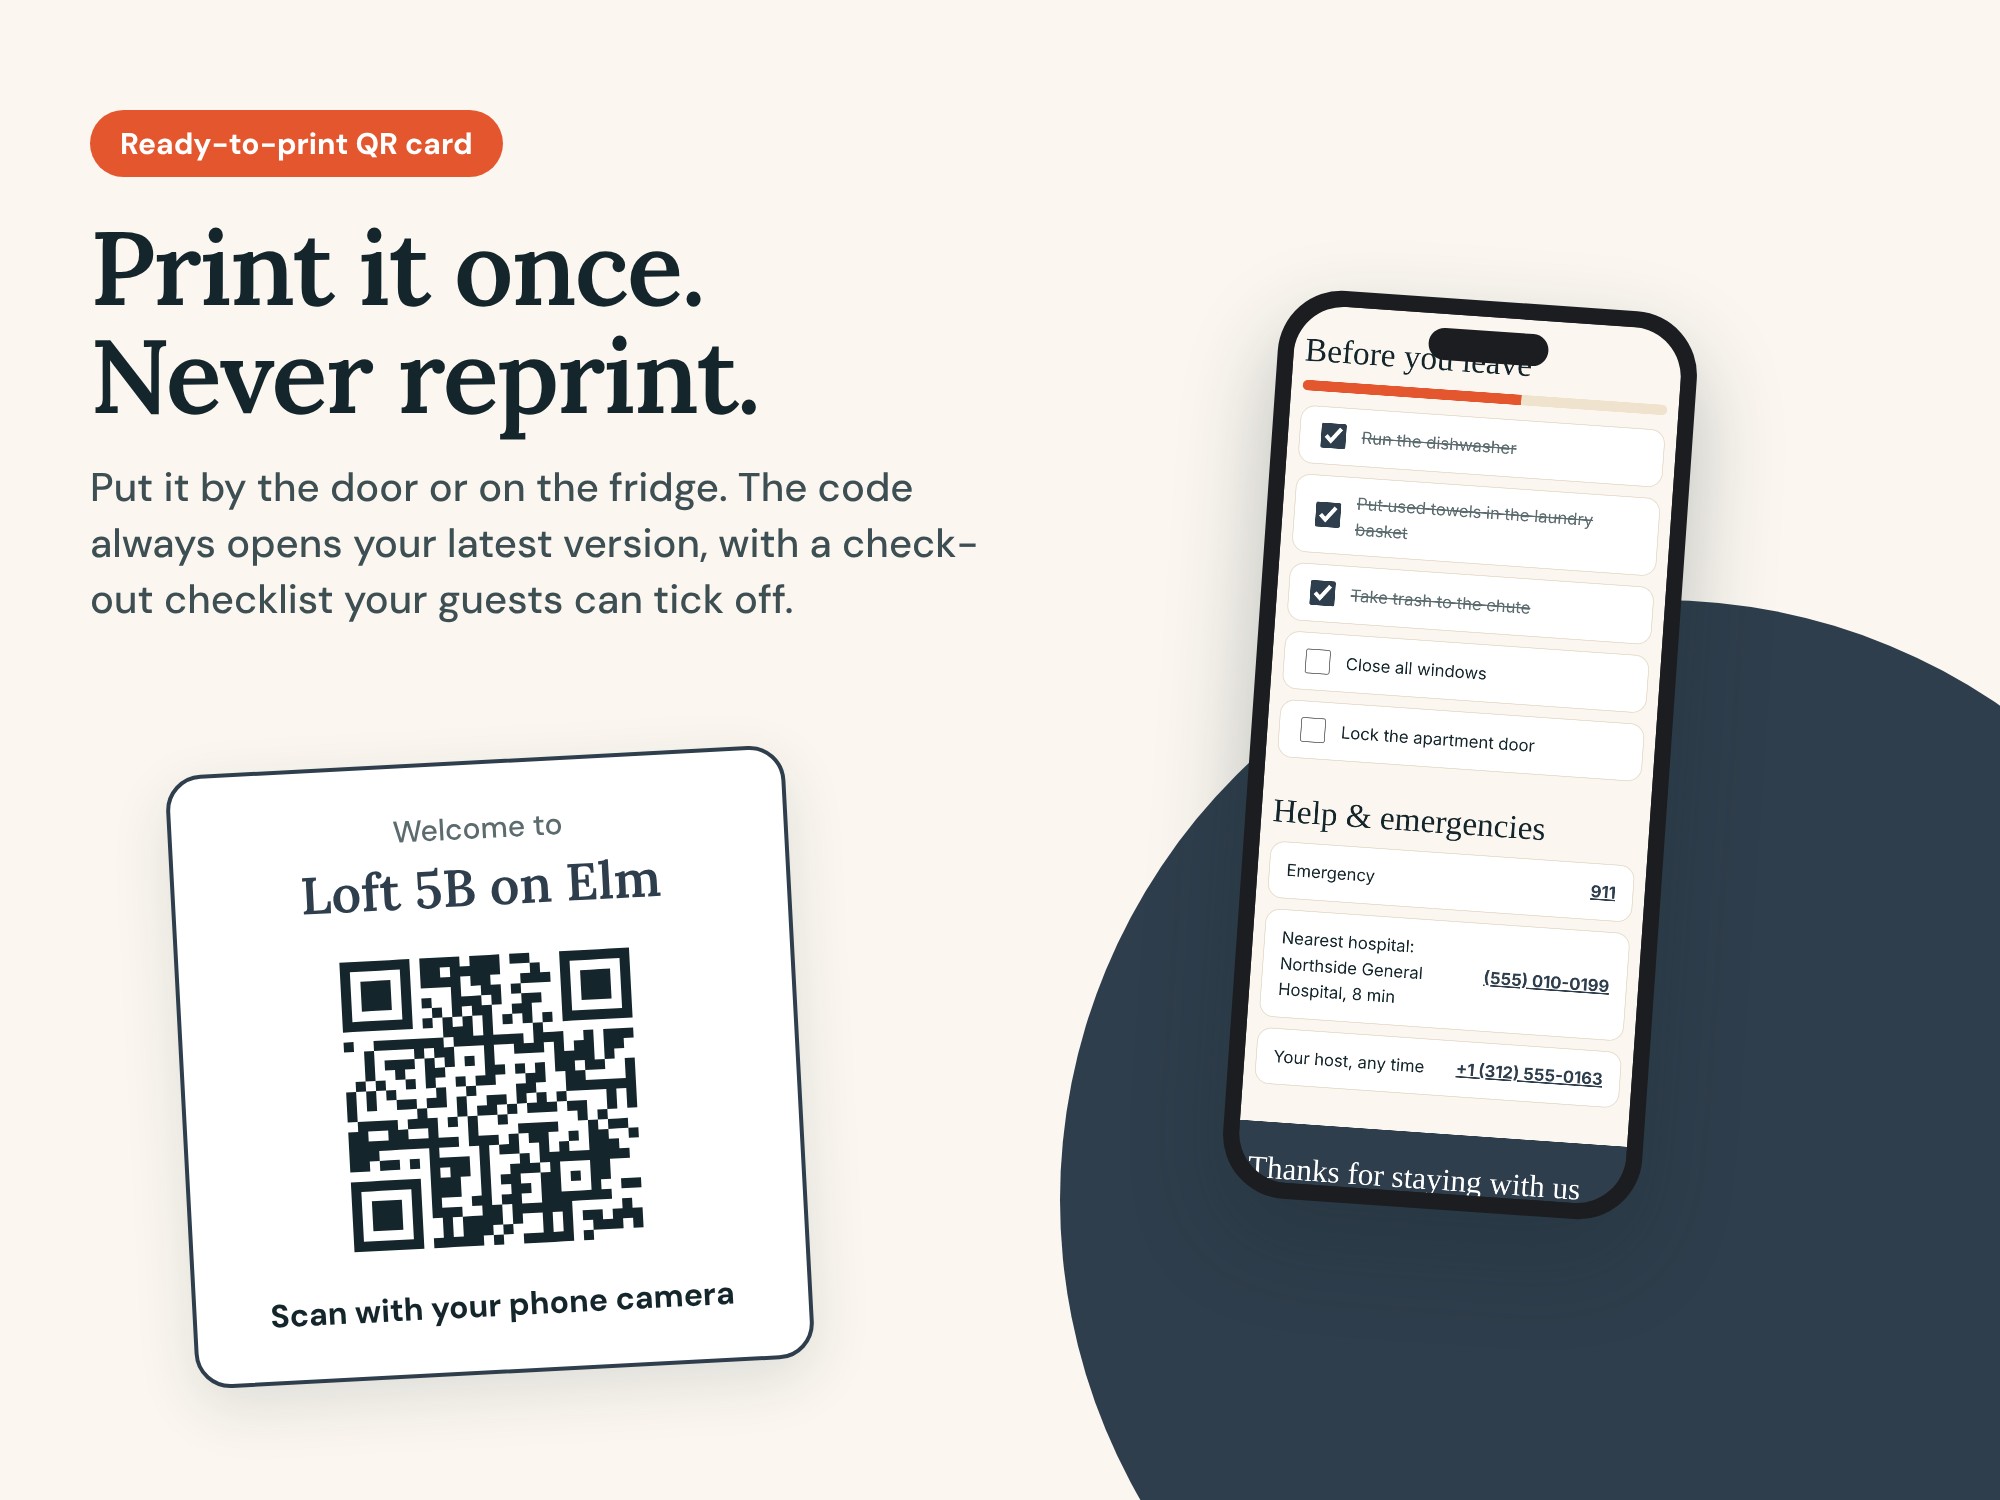 Ready-to-print QR card
Print it once.
Never reprint.
Put it by the door or on the fridge. The code
always opens your latest version, with a check-
out checklist your guests can tick off.
Welcome to
Loft 5B on Elm
Scan with your phone camera
Before you leave
Run the dishwasher
Put used towels in the laundry
basket
Take trash to the chute
Close all windows
Lock the apartment door
Help & emergencies
Emergency
911
Nearest hospital:
Northside General
Hospital, 8 min
(555) 010-0199
Your host, any time
+1 (312) 555-0163
Thanks for staying with us